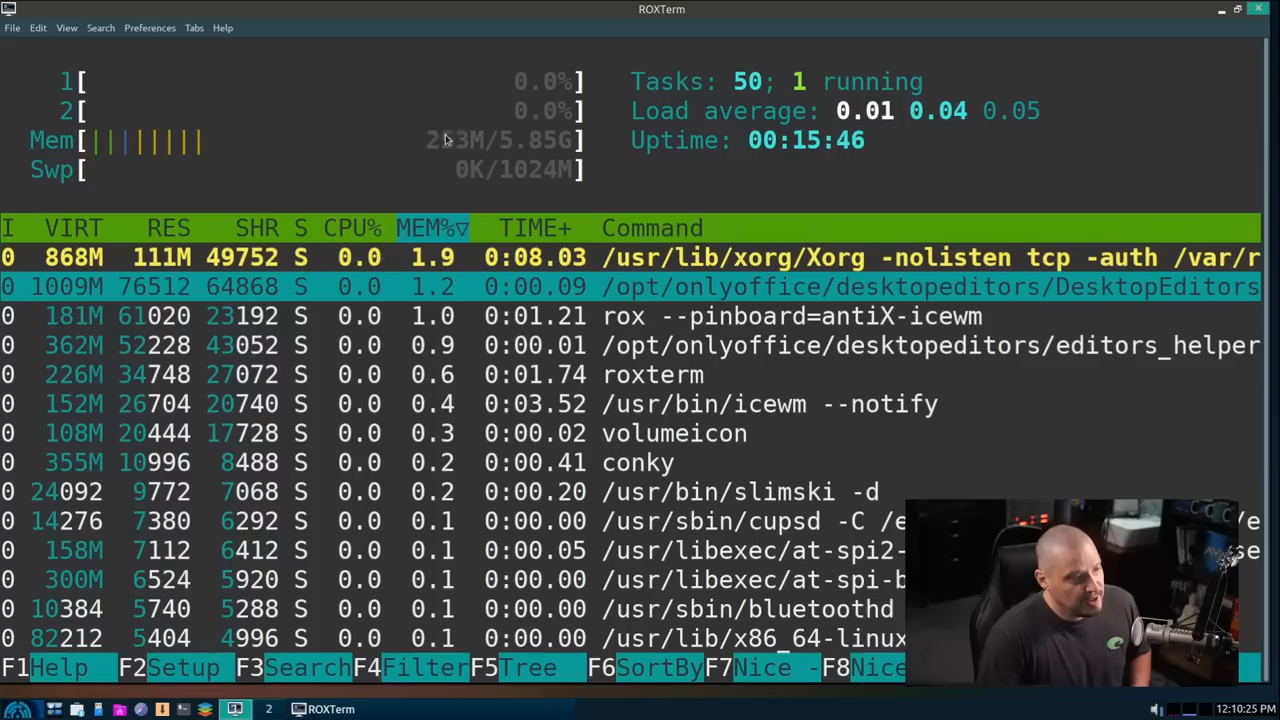 ROXTerm
File Edit View Search Preferences Tabs Help
1[ 0.0%] Tasks: 50; 1 running
2[ 0.0%] Load average: 0.01 0.04 0.05
Mem[||||||||| /5.85G] Uptime: 00:15:46
Swp[ 0K/1024M]
I VIRT RES SHR S CPU% MEM%▽ TIME+ Command
0 868M 111M 49752 S 0.0 1.9 0:08.03 /usr/lib/xorg/Xorg -nolisten tcp -auth /var/r
0 1009M 76512 64868 S 0.0 1.2 0:00.09 /opt/onlyoffice/desktopeditors/DesktopEditors
0 181M 61020 23192 S 0.0 1.0 0:01.21 rox --pinboard=antiX-icewm
0 362M 52228 43052 S 0.0 0.9 0:00.01 /opt/onlyoffice/desktopeditors/editors_helper
0 226M 34748 27072 S 0.0 0.6 0:01.74 roxterm
0 152M 26704 20740 S 0.0 0.4 0:03.52 /usr/bin/icewm --notify
0 108M 20444 17728 S 0.0 0.3 0:00.02 volumeicon
0 355M 10996 8488 S 0.0 0.2 0:00.41 conky
0 24092 9772 7068 S 0.0 0.2 0:00.20 /usr/bin/slimski -d
0 14276 7380 6292 S 0.0 0.1 0:00.00 /usr/sbin/cupsd -C /e /e
0 158M 7112 6412 S 0.0 0.1 0:00.05 /usr/libexec/at-spi2- se
0 300M 6524 5920 S 0.0 0.1 0:00.00 /usr/libexec/at-spi-b
0 10384 5740 5288 S 0.0 0.1 0:00.00 /usr/sbin/bluetoothd
0 82212 5404 4996 S 0.0 0.1 0:00.00 /usr/lib/x86_64-linux
F1Help F2Setup F3Search F4Filter F5Tree F6SortBy F7Nice - F8Nice
1 2 ROXTerm 12:10:25 PM